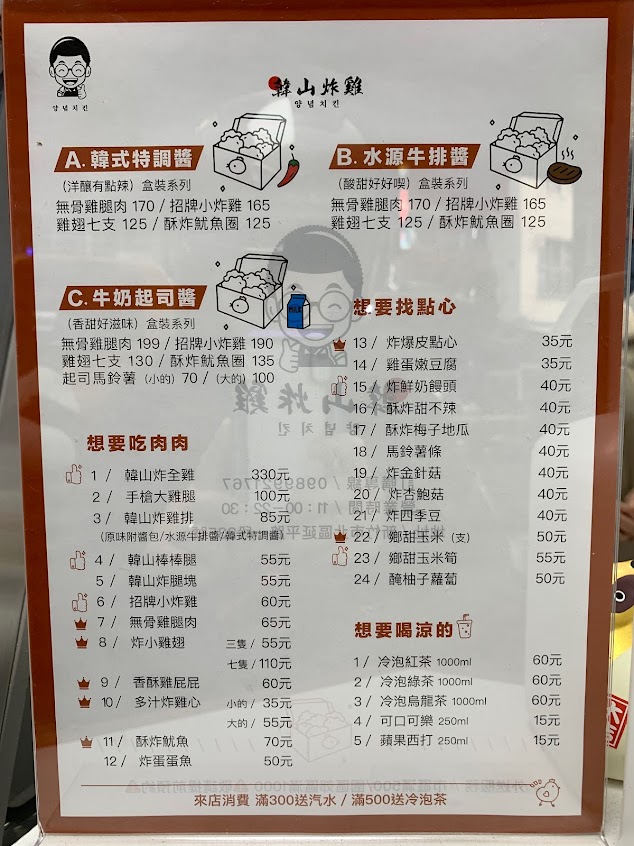 양념치킨
韓山炸雞
양념치킨
A. 韓式特調醬
(洋釀有點辣) 盒裝系列
無骨雞腿肉 170 / 招牌小炸雞 165
雞翅七支 125 / 酥炸魷魚圈 125
B. 水源牛排醬
(酸甜好好喫) 盒裝系列
無骨雞腿肉 170 / 招牌小炸雞 165
雞翅七支 125 / 酥炸魷魚圈 125
C. 牛奶起司醬
(香甜好滋味) 盒裝系列
無骨雞腿肉 199 / 招牌小炸雞 190
雞翅七支 130 / 酥炸魷魚圈 135
起司馬鈴薯 (小的) 70 / (大的) 100
MILK
想要吃肉肉
1 / 韓山炸全雞 330元
2 / 手槍大雞腿 100元
3 / 韓山炸雞排 85元
(原味附醬包/水源牛排醬/韓式特調醬)
4 / 韓山棒棒腿 55元
5 / 韓山炸腿塊 55元
6 / 招牌小炸雞 60元
7 / 無骨雞腿肉 65元
8 / 炸小雞翅 三隻 / 55元
七隻 / 110元
9 / 香酥雞屁屁 60元
10 / 多汁炸雞心 小的 / 35元
大的 / 55元
11 / 酥炸魷魚 70元
12 / 炸蛋蛋魚 50元
想要找點心
13 / 炸爆皮點心 35元
14 / 雞蛋嫩豆腐 35元
15 / 炸鮮奶饅頭 40元
16 / 酥炸甜不辣 40元
17 / 酥炸梅子地瓜 40元
18 / 馬鈴薯條 40元
19 / 炸金針菇 40元
20 / 炸杏鮑菇 40元
21 / 炸四季豆 40元
22 / 鄉甜玉米 (支) 50元
23 / 鄉甜玉米筍 55元
24 / 醃柚子蘿蔔 50元
想要喝涼的
1 / 冷泡紅茶 1000ml 60元
2 / 冷泡綠茶 1000ml 60元
3 / 冷泡烏龍茶 1000ml 60元
4 / 可口可樂 250ml 15元
5 / 蘋果西打 250ml 15元
來店消費 滿300送汽水 / 滿500送冷泡茶